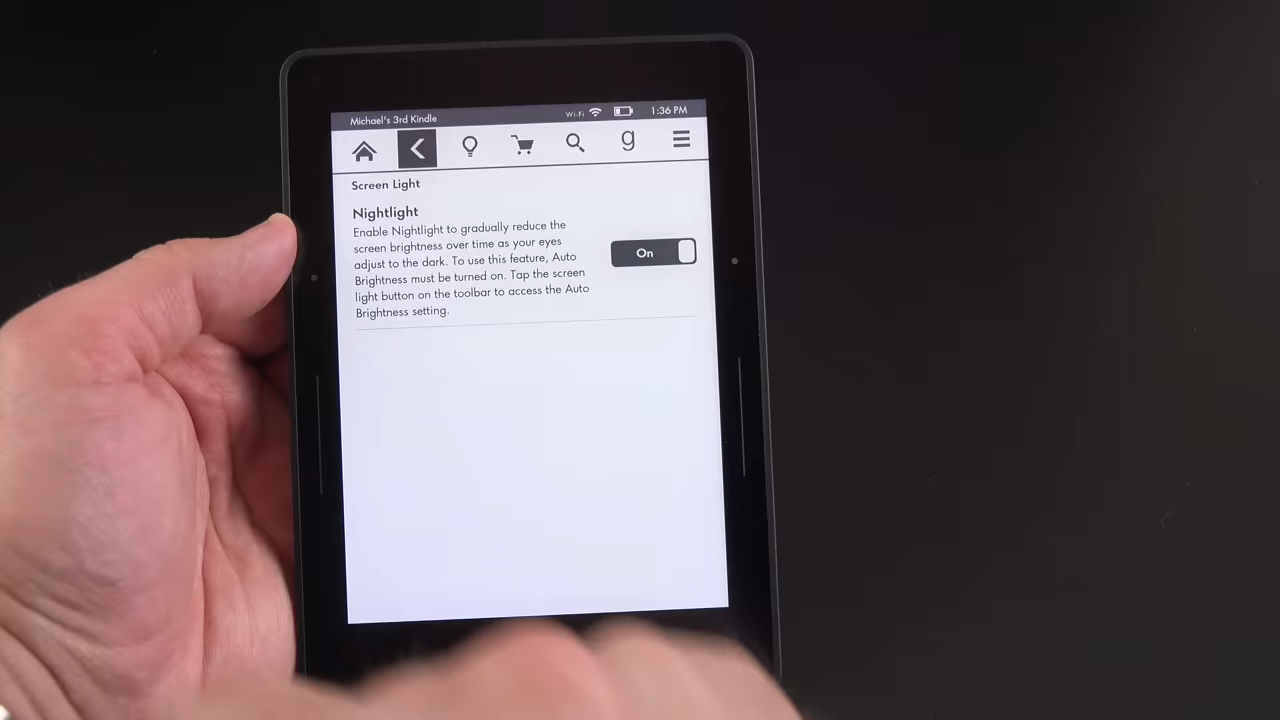 Michael's 3rd Kindle
Wi-Fi
1:36 PM
g
Screen Light
Nightlight
Enable Nightlight to gradually reduce the
screen brightness over time as your eyes
adjust to the dark. To use this feature, Auto
Brightness must be turned on. Tap the screen
light button on the toolbar to access the Auto
Brightness setting.
On